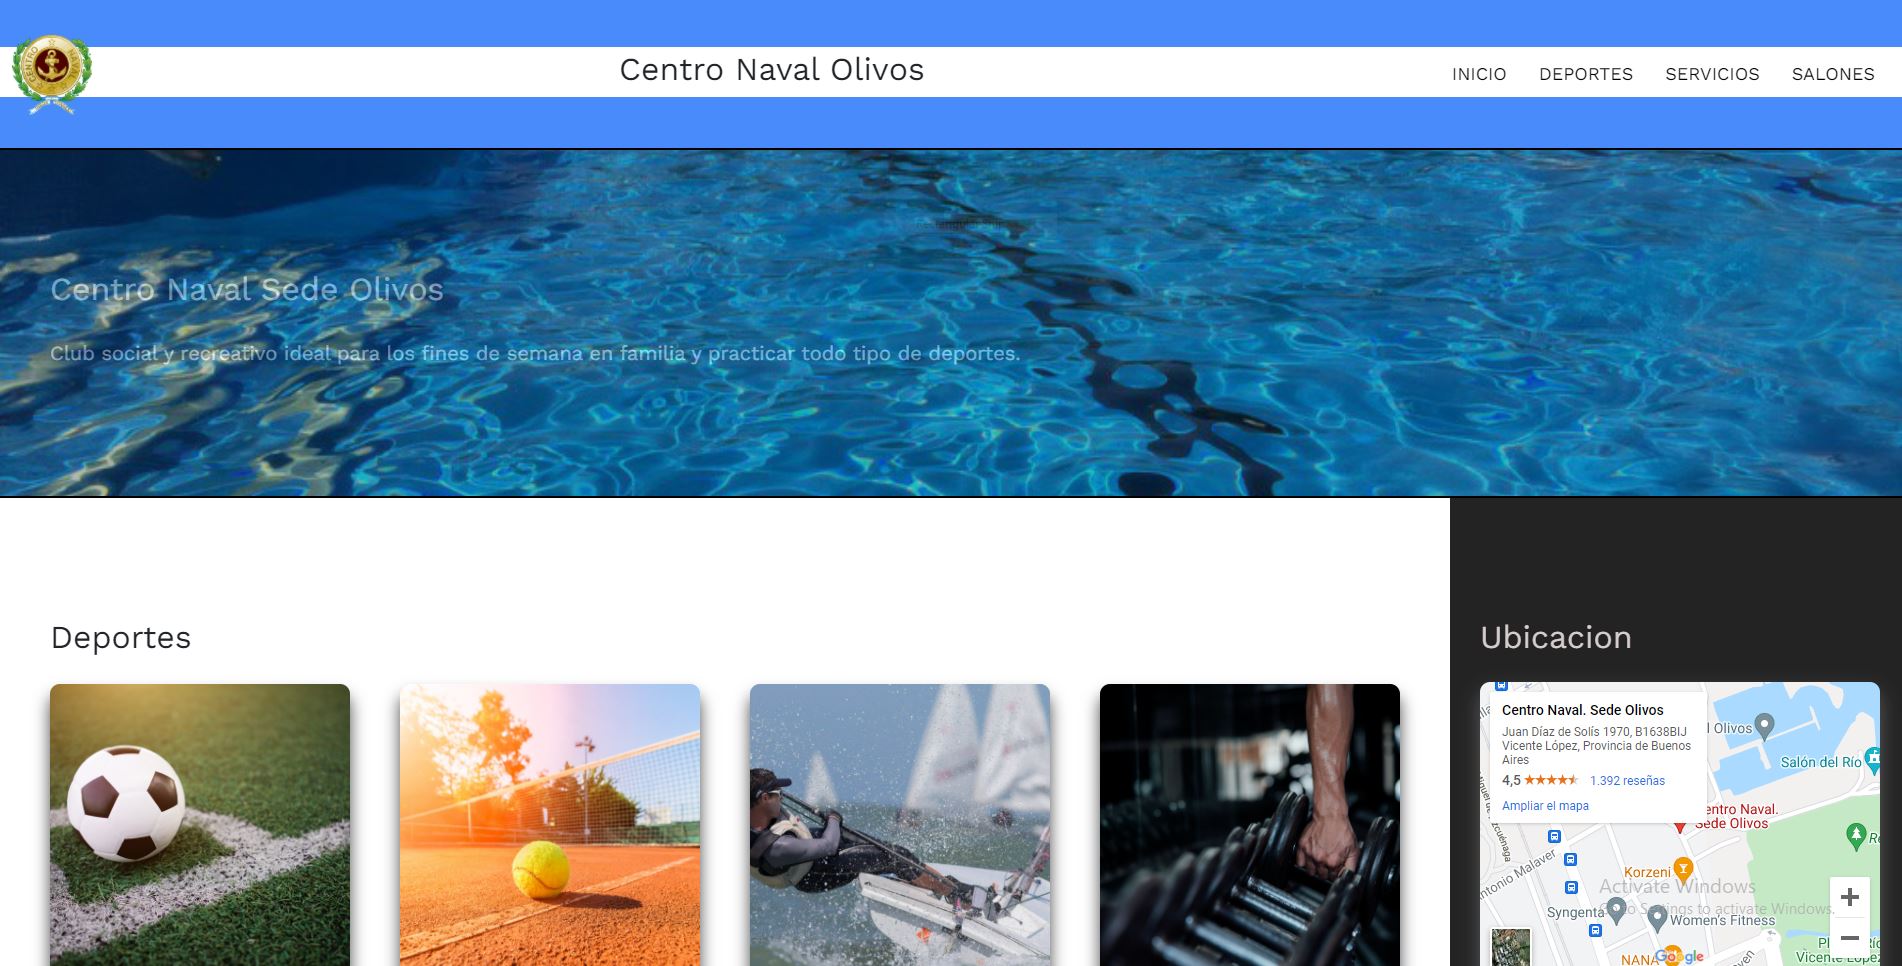 CENTRO NAVAL
Centro Naval Olivos
INICIO DEPORTES SERVICIOS SALONES
Centro Naval Sede Olivos
Club social y recreativo ideal para los fines de semana en familia y practicar todo tipo de deportes.
Deportes
Ubicacion
Centro Naval. Sede Olivos
Juan Díaz de Solís 1970, B1638BIJ
Vicente López, Provincia de Buenos
Aires
4,5 1.392 reseñas
Ampliar el mapa
Olivos
Salón del Río
entro Naval.
Sede Olivos
Korzeni
ntonio Malaver
Activate Windows
Go to Settings to activate Windows.
Syngenta
Women's Fitness
NANA
Google
Vicente López